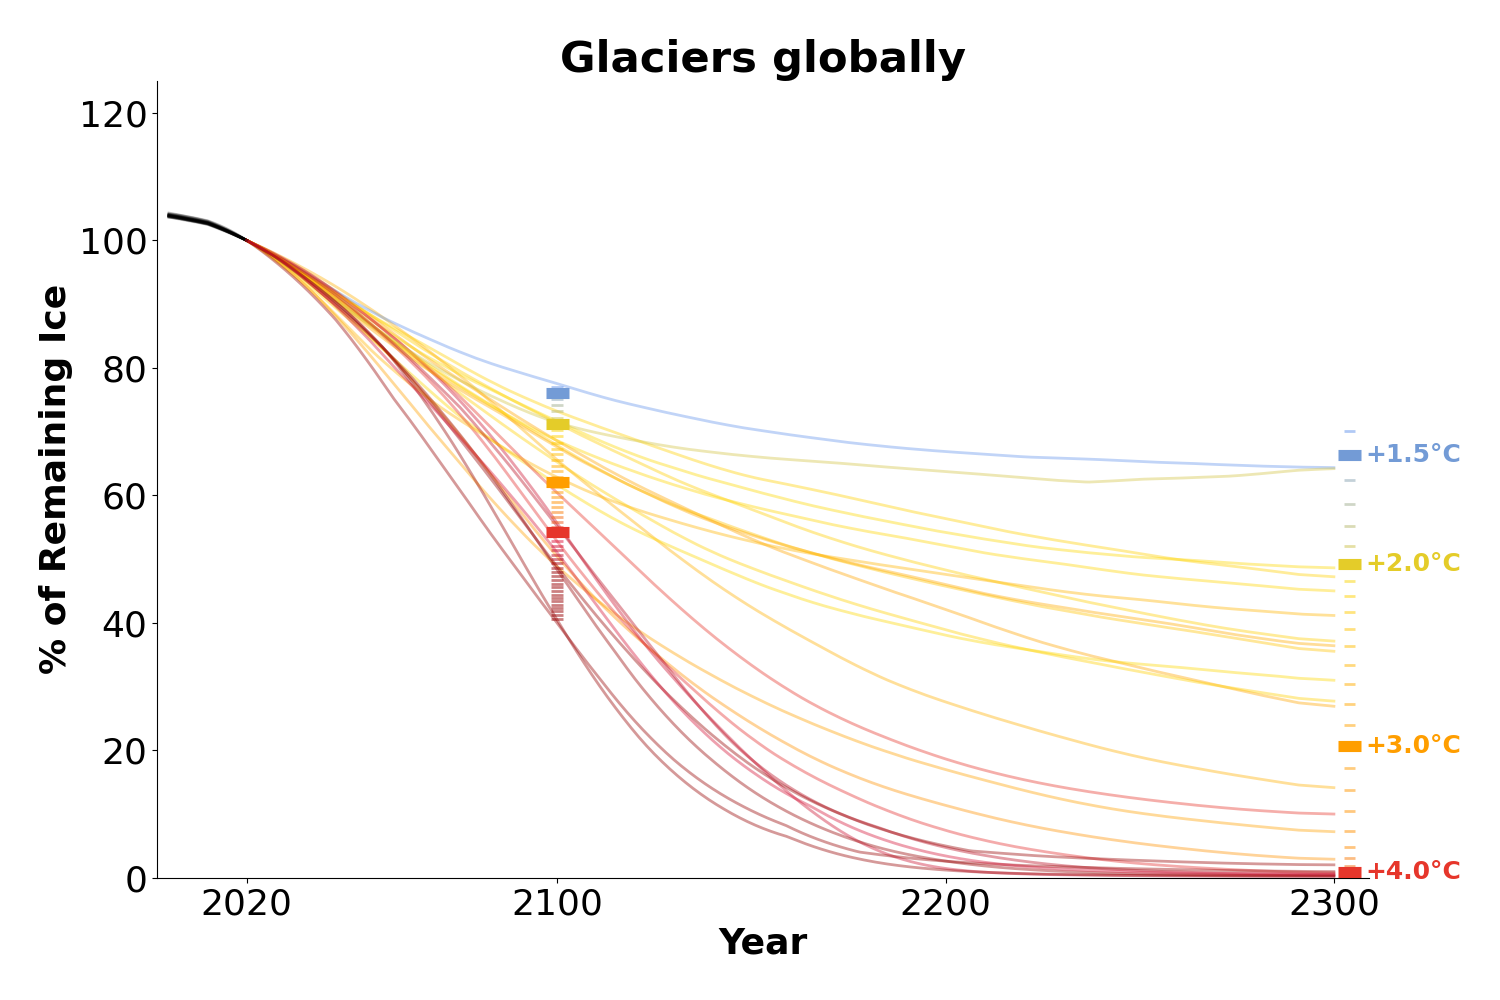 Glaciers globally
120
100
80
60
40
20
0
% of Remaining Ice
+1.5°C
+2.0°C
+3.0°C
+4.0°C
2020 2100 2200 2300
Year